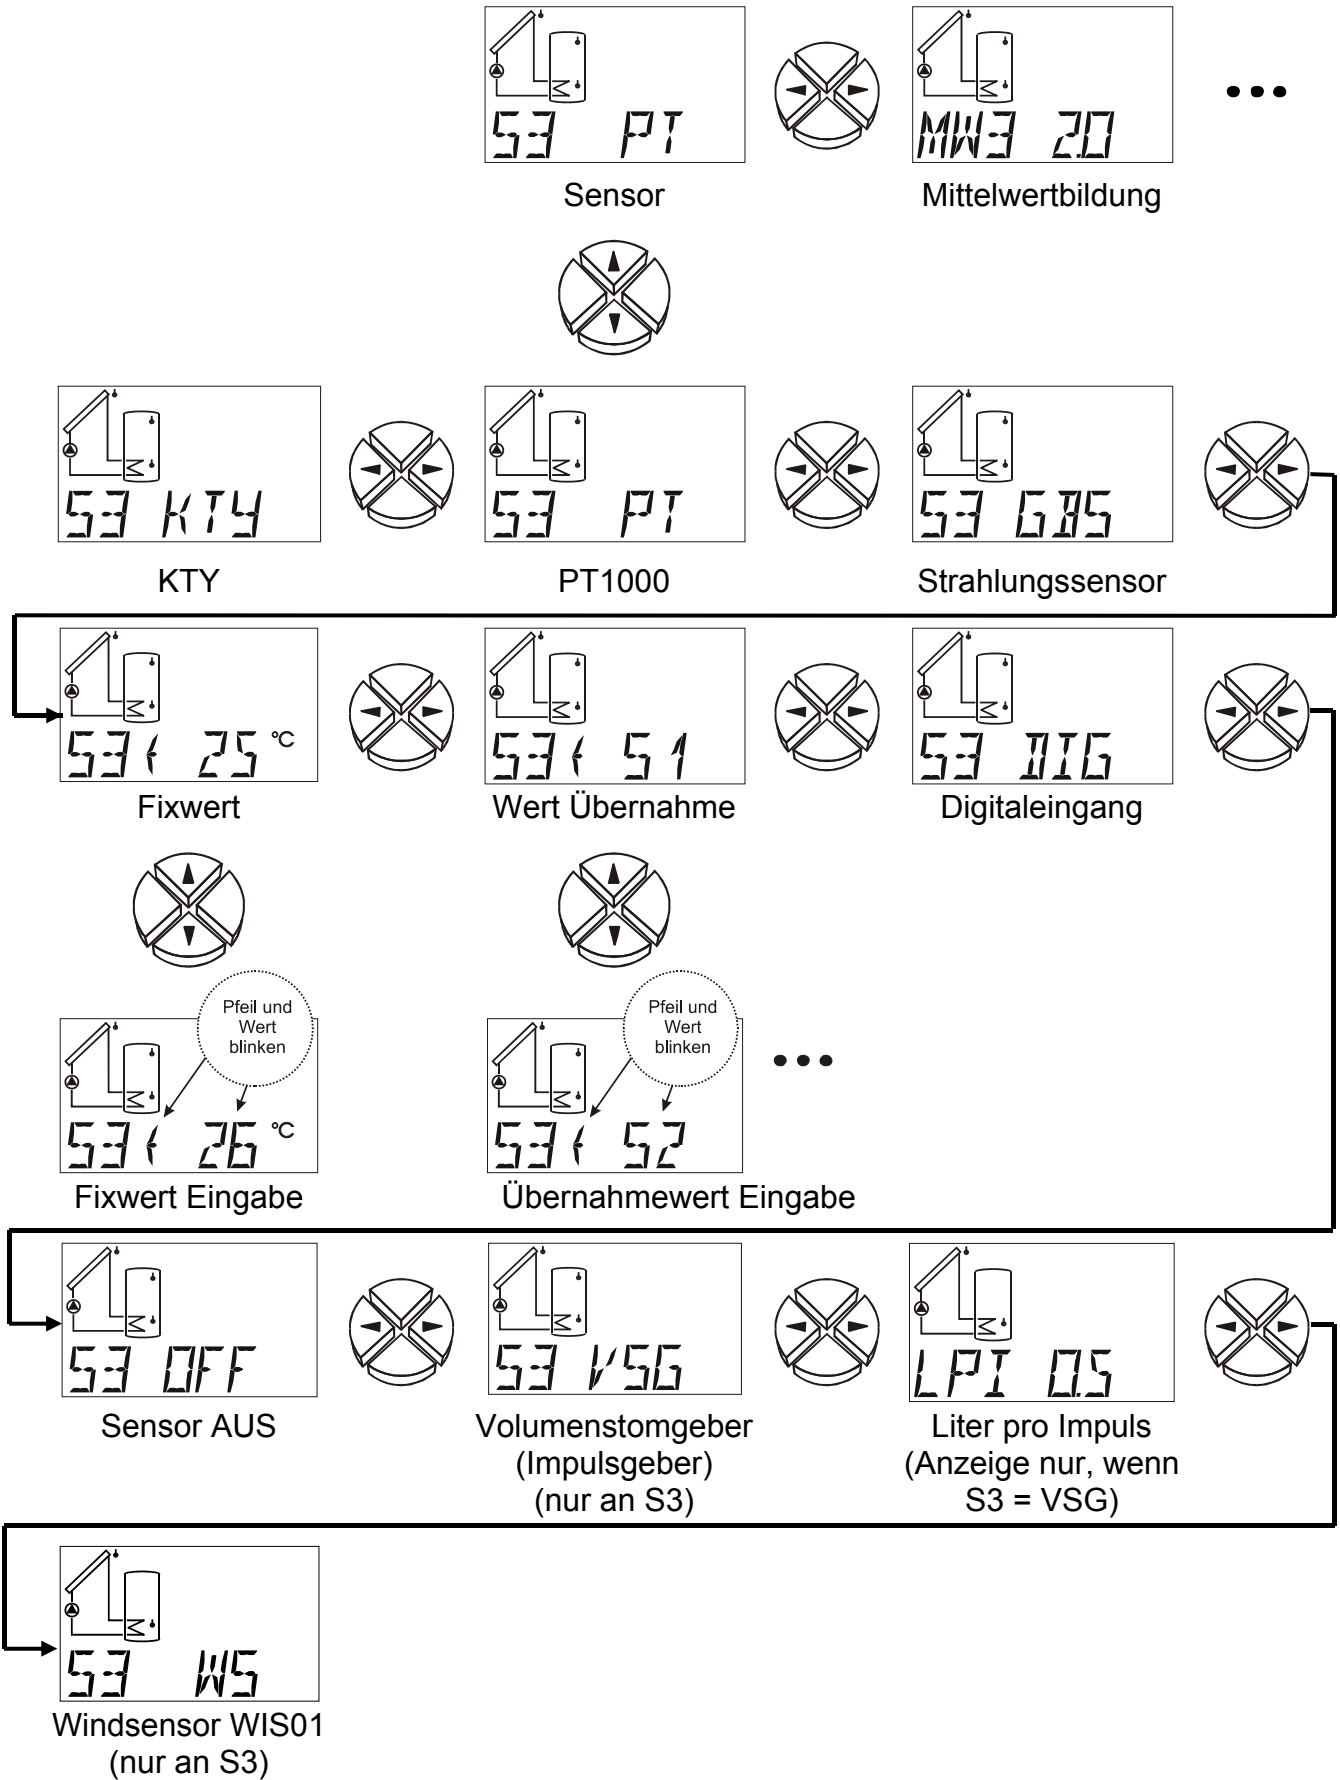 S3 PT
MW3 2.0
Sensor
Mittelwertbildung
S3 KTY
S3 PT
S3 GBS
KTY
PT1000
Strahlungssensor
S3< 25 °C
S3< S1
S3 DIG
Fixwert
Wert Übernahme
Digitaleingang
Pfeil und
Wert
blinken
S3< 26 °C
Pfeil und
Wert
blinken
S3< S2
Fixwert Eingabe
Übernahmewert Eingabe
S3 OFF
S3 VSG
LPI 0.5
Sensor AUS
Volumenstomgeber
(Impulsgeber)
(nur an S3)
Liter pro Impuls
(Anzeige nur, wenn
S3 = VSG)
S3 WS
Windsensor WIS01
(nur an S3)